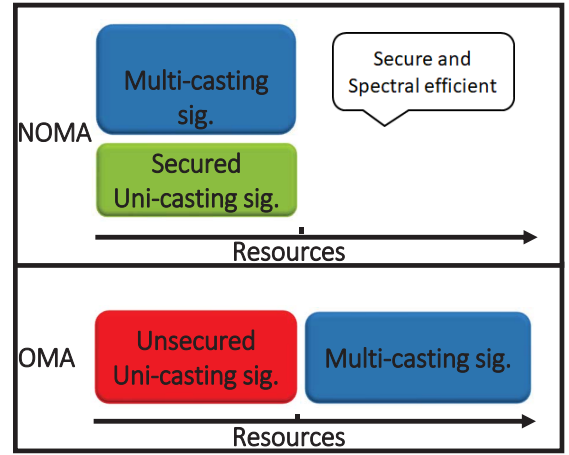 Multi-casting
sig.
Secure and
Spectral efficient
NOMA
Secured
Uni-casting sig.
Resources
OMA
Unsecured
Uni-casting sig.
Multi-casting sig.
Resources